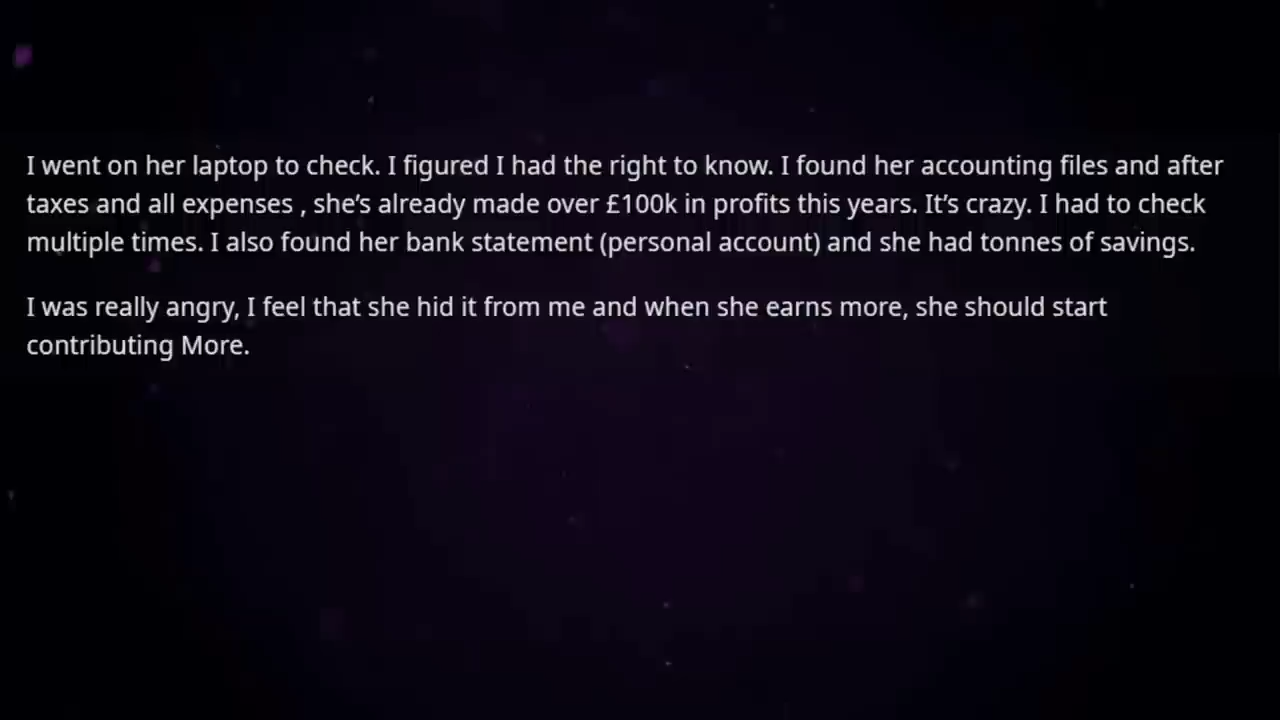 I went on her laptop to check. I figured I had the right to know. I found her accounting files and after
taxes and all expenses , she’s already made over £100k in profits this years. It’s crazy. I had to check
multiple times. I also found her bank statement (personal account) and she had tonnes of savings.
I was really angry, I feel that she hid it from me and when she earns more, she should start
contributing More.